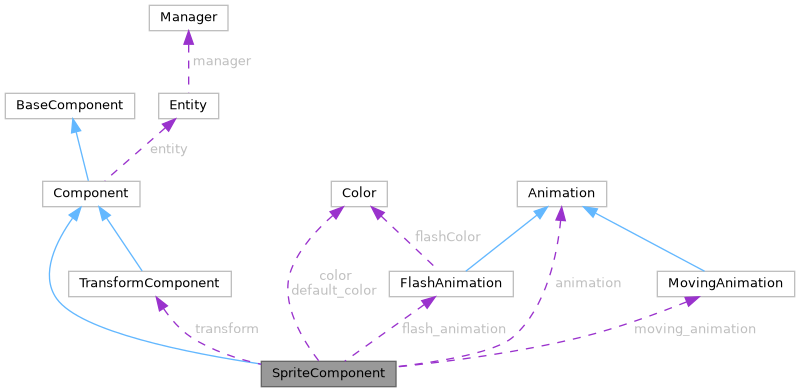 Manager
manager
BaseComponent
Entity
entity
Component
Color
Animation
flashColor
TransformComponent
color
default_color
FlashAnimation
animation
MovingAnimation
transform
flash_animation
moving_animation
SpriteComponent